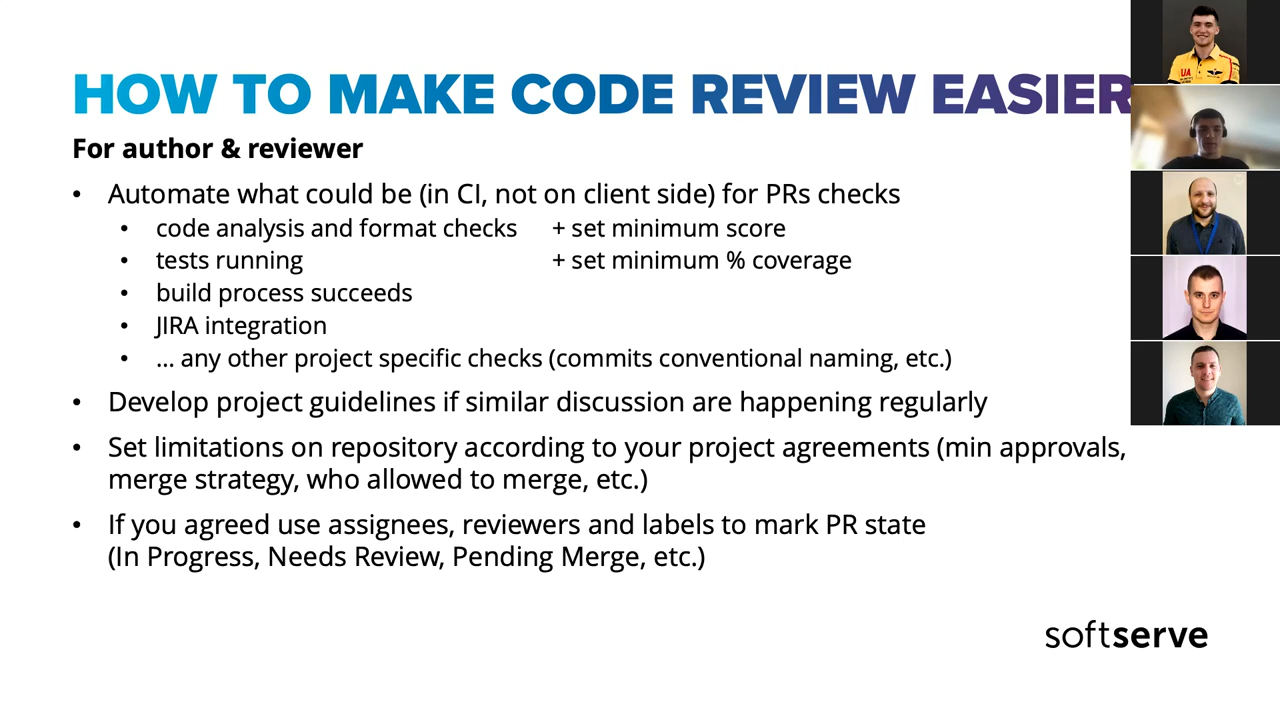 HOW TO MAKE CODE REVIEW EASIER
For author & reviewer
• Automate what could be (in CI, not on client side) for PRs checks
• code analysis and format checks + set minimum score
• tests running + set minimum % coverage
• build process succeeds
• JIRA integration
• ... any other project specific checks (commits conventional naming, etc.)
• Develop project guidelines if similar discussion are happening regularly
• Set limitations on repository according to your project agreements (min approvals,
merge strategy, who allowed to merge, etc.)
• If you agreed use assignees, reviewers and labels to mark PR state
(In Progress, Needs Review, Pending Merge, etc.)
softserve
UA